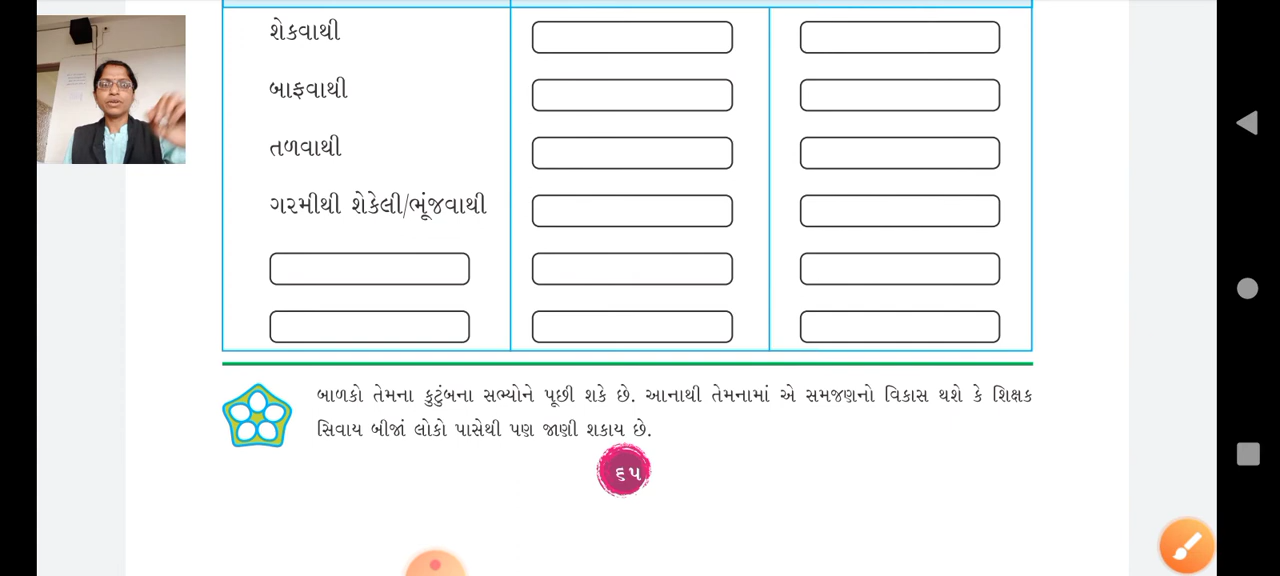 શેકવાથી
બાફવાથી
તળવાથી
ગરમીથી શેકેલી/ભૂંજવાથી
બાળકો તેમના કુટુંબના સભ્યોને પૂછી શકે છે. આનાથી તેમનામાં એ સમજણનો વિકાસ થશે કે શિક્ષક
સિવાય બીજાં લોકો પાસેથી પણ જાણી શકાય છે.
૬૫